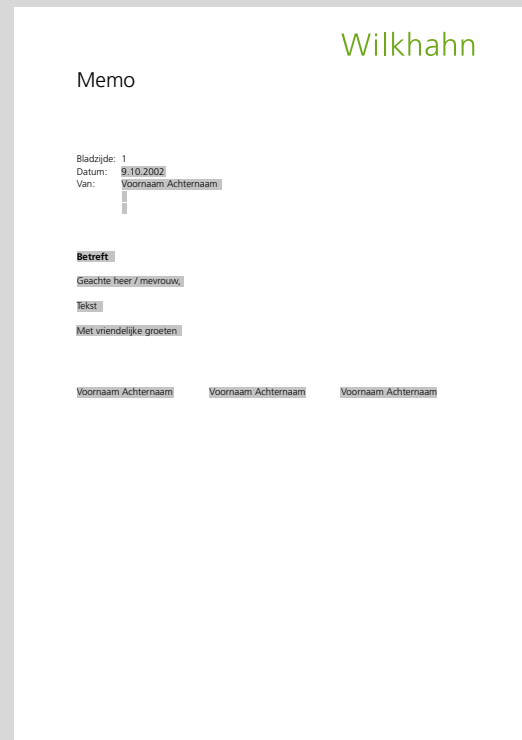 Wilkhahn
Memo
Bladzijde: 1
Datum: 9.10.2002
Van: Voornaam Achternaam
Betreft
Geachte heer / mevrouw,
Tekst
Met vriendelijke groeten
Voornaam Achternaam Voornaam Achternaam Voornaam Achternaam